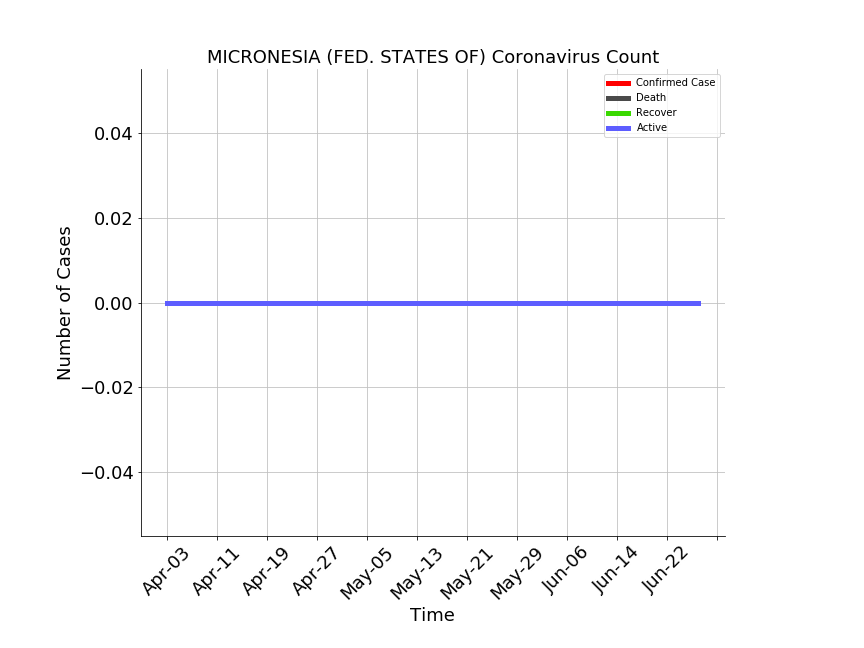 MICRONESIA (FED. STATES OF) Coronavirus Count
Confirmed Case
Death
Recover
Active
Number of Cases
0.04
0.02
0.00
−0.02
−0.04
Apr-03
Apr-11
Apr-19
Apr-27
May-05
May-13
May-21
May-29
Jun-06
Jun-14
Jun-22
Time